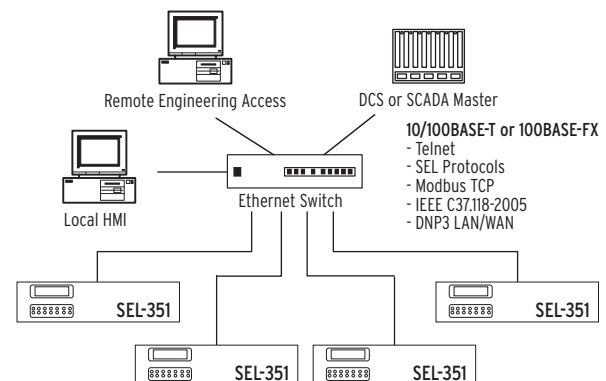 Remote Engineering Access
DCS or SCADA Master
10/100BASE-T or 100BASE-FX
- Telnet
- SEL Protocols
- Modbus TCP
- IEEE C37.118-2005
- DNP3 LAN/WAN
Local HMI
Ethernet Switch
SEL-351
SEL-351
SEL-351
SEL-351